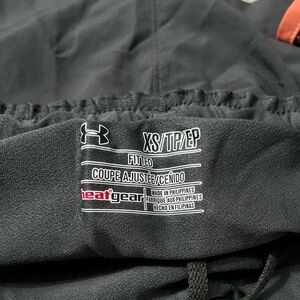 XS/TP/EP
FITTED
COUPE AJUSTÉE/CEÑIDO
heatgear
MADE IN PHILIPPINES
FABRIQUÉ AUX PHILIPPINES
HECHO EN FILIPINAS